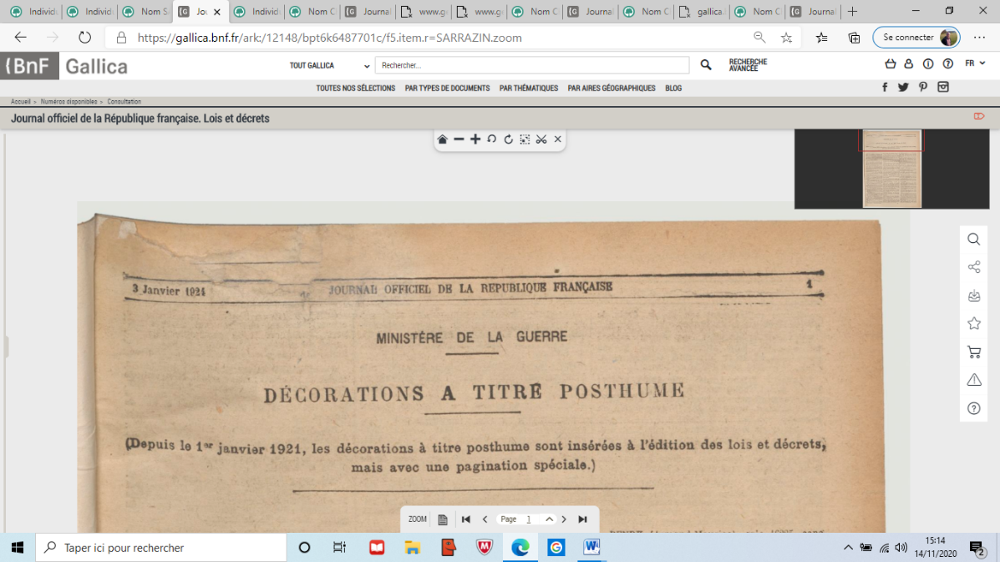 Individ
Individ
Nom S
Jou
Individ
Nom C
Journal
www.g
www.g
Nom C
Journal
Nom C
gallica.
Nom C
Journal
https://gallica.bnf.fr/ark:/12148/bpt6k6487701c/f5.item.r=SARRAZIN.zoom
Se connecter
{BnF Gallica
TOUT GALLICA
Rechercher...
RECHERCHE
AVANCÉE
FR
TOUTES NOS SÉLECTIONS PAR TYPES DE DOCUMENTS PAR THÉMATIQUES PAR AIRES GÉOGRAPHIQUES BLOG
Accueil > Numéros disponibles > Consultation
Journal officiel de la République française. Lois et décrets
3 Janvier 1921 JOURNAL OFFICIEL DE LA REPUBLIQUE FRANÇAISE 1
MINISTÈRE DE LA GUERRE
DÉCORATIONS A TITRE POSTHUME
(Depuis le 1er janvier 1921, les décorations à titre posthume sont insérées à l'édition des lois et décrets,
mais avec une pagination spéciale.)
ZOOM
Page 1
Taper ici pour rechercher
15:14
14/11/2020
2